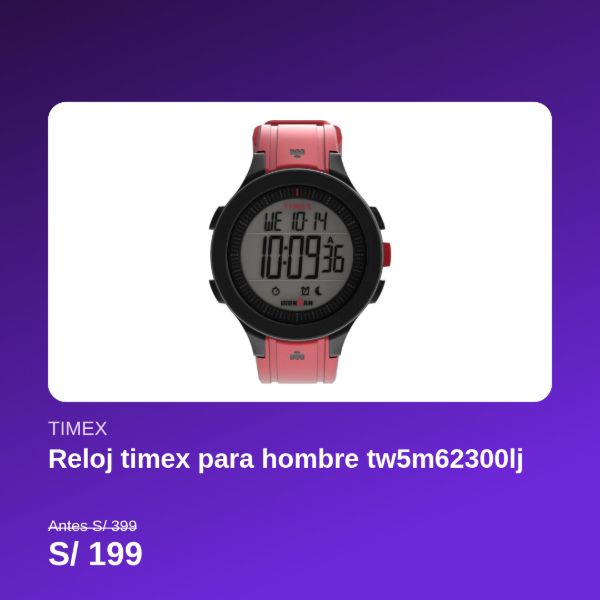 TIMEX
WE 10-14
A
10:09 36
IRONMAN
TIMEX
Reloj timex para hombre tw5m62300lj
Antes S/ 399
S/ 199